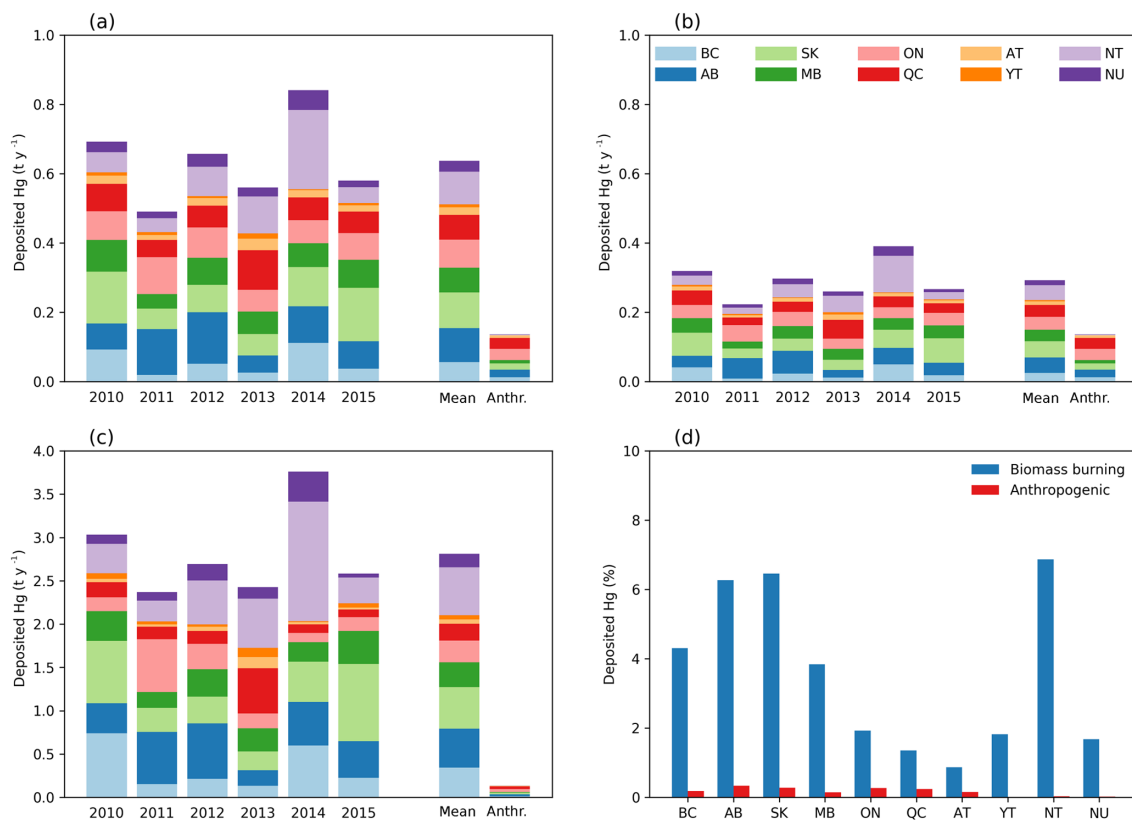 (a)
1.0
0.8
0.6
0.4
0.2
0.0
Deposited Hg (t y⁻¹)
2010 2011 2012 2013 2014 2015 Mean Anthr.
(b)
1.0
0.8
0.6
0.4
0.2
0.0
Deposited Hg (t y⁻¹)
BC SK ON AT NT
AB MB QC YT NU
2010 2011 2012 2013 2014 2015 Mean Anthr.
(c)
4.0
3.5
3.0
2.5
2.0
1.5
1.0
0.5
0.0
Deposited Hg (t y⁻¹)
2010 2011 2012 2013 2014 2015 Mean Anthr.
(d)
10
8
6
4
2
0
Deposited Hg (%)
Biomass burning
Anthropogenic
BC AB SK MB ON QC AT YT NT NU